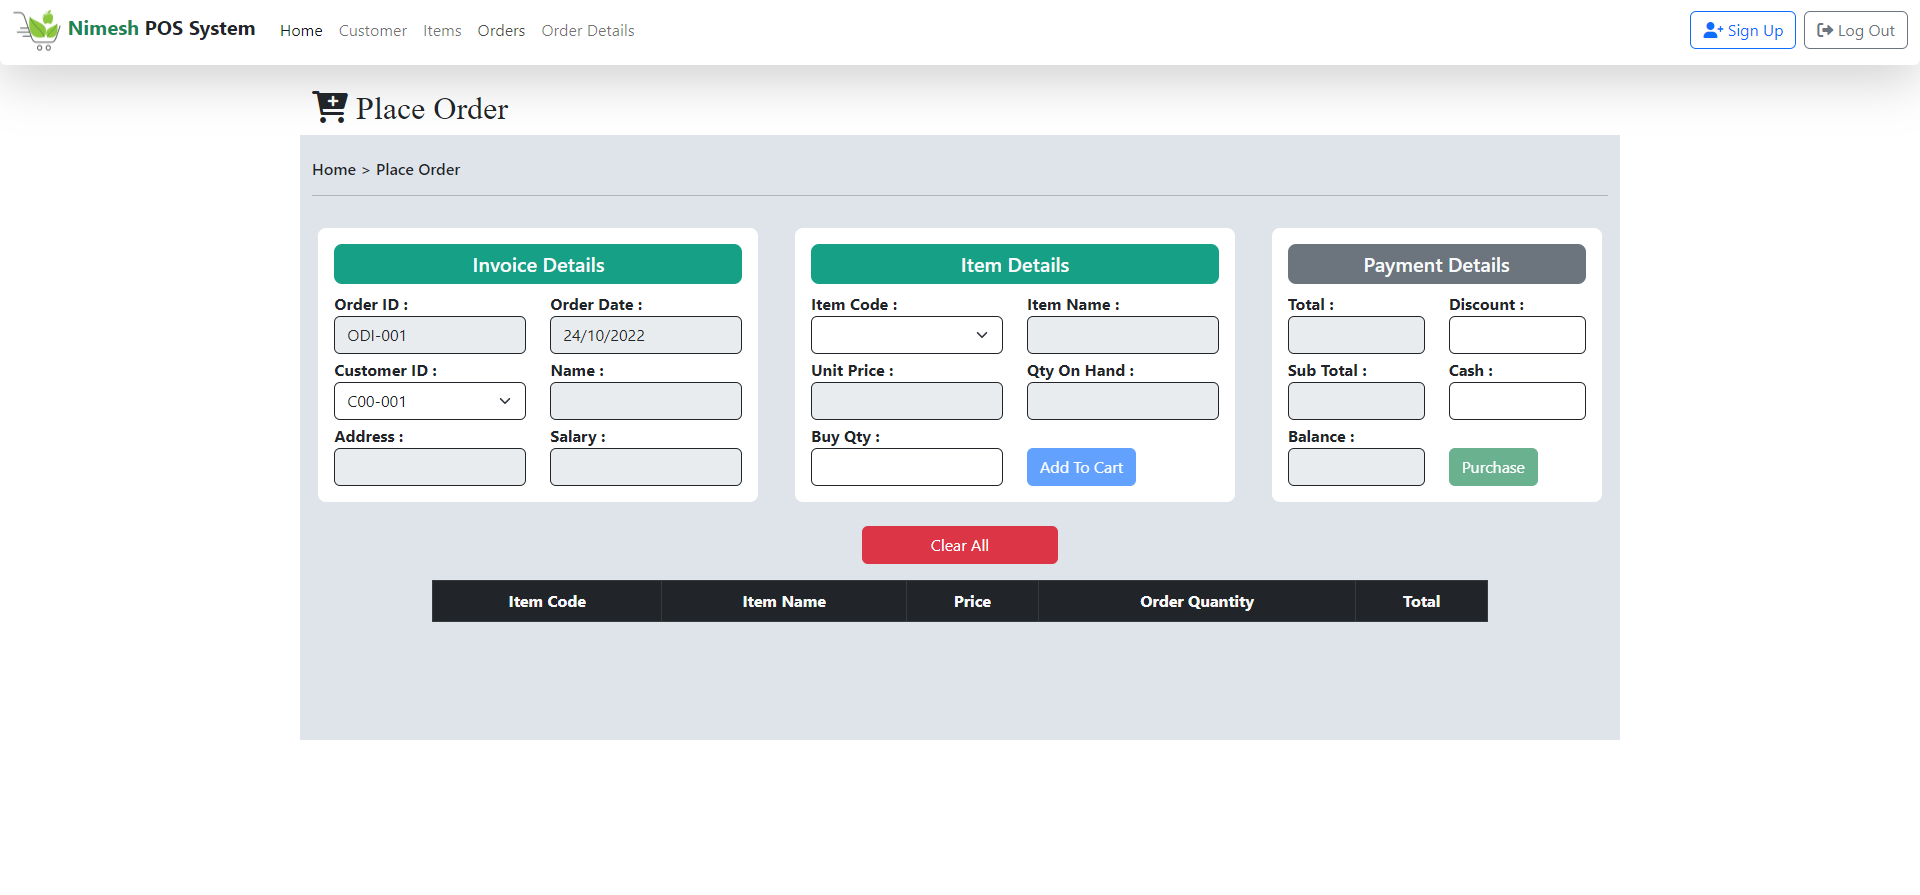 Nimesh POS System Home Customer Items Orders Order Details Sign Up Log Out
Place Order
Home > Place Order
Invoice Details
Order ID : Order Date :
ODI-001 24/10/2022
Customer ID : Name :
C00-001
Address : Salary :
Item Details
Item Code : Item Name :
Unit Price : Qty On Hand :
Buy Qty :
Add To Cart
Payment Details
Total : Discount :
Sub Total : Cash :
Balance :
Purchase
Clear All
Item Code Item Name Price Order Quantity Total